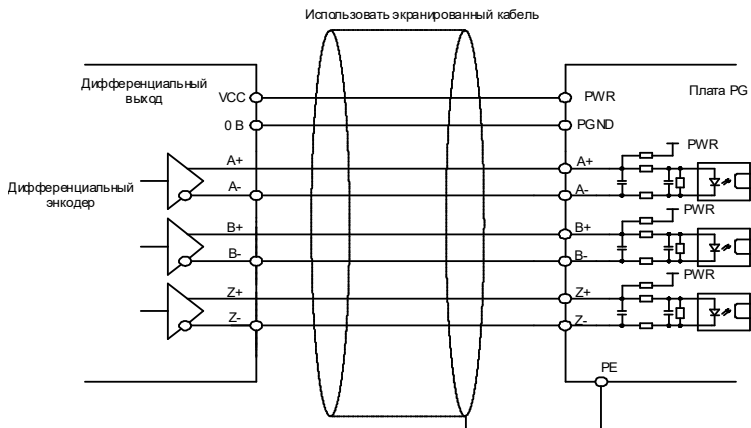 Использовать экранированный кабель
Дифференциальный
выход
Плата PG
VCC
PWR
0 В
PGND
PWR
A+
A+
A-
A-
Дифференциальный
энкодер
PWR
B+
B+
B-
B-
PWR
Z+
Z+
Z-
Z-
PE